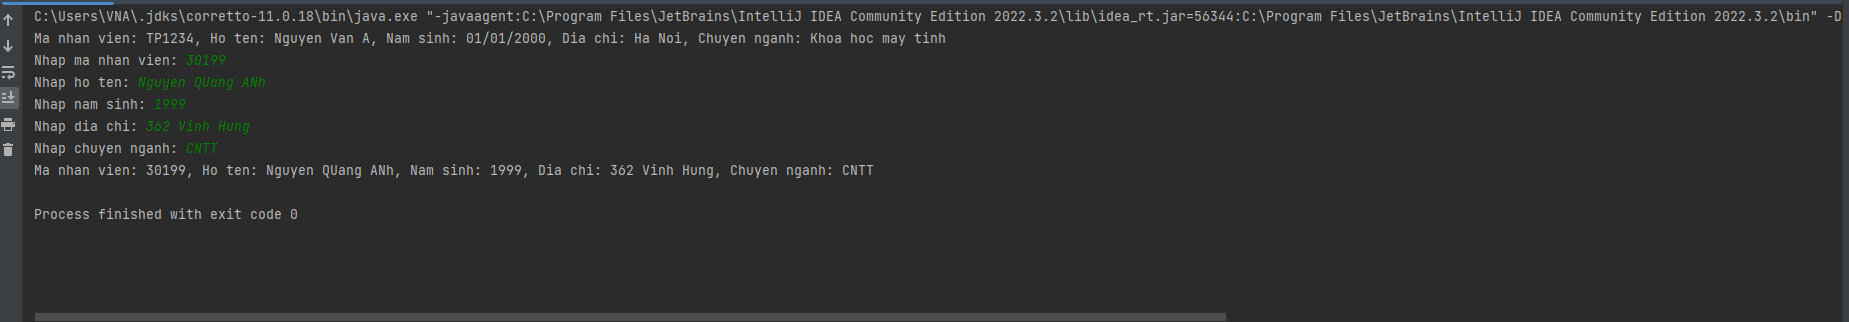 C:\Users\VNA\.jdks\corretto-11.0.18\bin\java.exe "-javaagent:C:\Program Files\JetBrains\IntelliJ IDEA Community Edition 2022.3.2\lib\idea_rt.jar=56344:C:\Program Files\JetBrains\IntelliJ IDEA Community Edition 2022.3.2\bin" -D
Ma nhan vien: TP1234, Ho ten: Nguyen Van A, Nam sinh: 01/01/2000, Dia chi: Ha Noi, Chuyen nganh: Khoa hoc may tinh
Nhap ma nhan vien: 30199
Nhap ho ten: Nguyen QUang ANh
Nhap nam sinh: 1999
Nhap dia chi: 362 Vinh Hung
Nhap chuyen nganh: CNTT
Ma nhan vien: 30199, Ho ten: Nguyen QUang ANh, Nam sinh: 1999, Dia chi: 362 Vinh Hung, Chuyen nganh: CNTT
Process finished with exit code 0